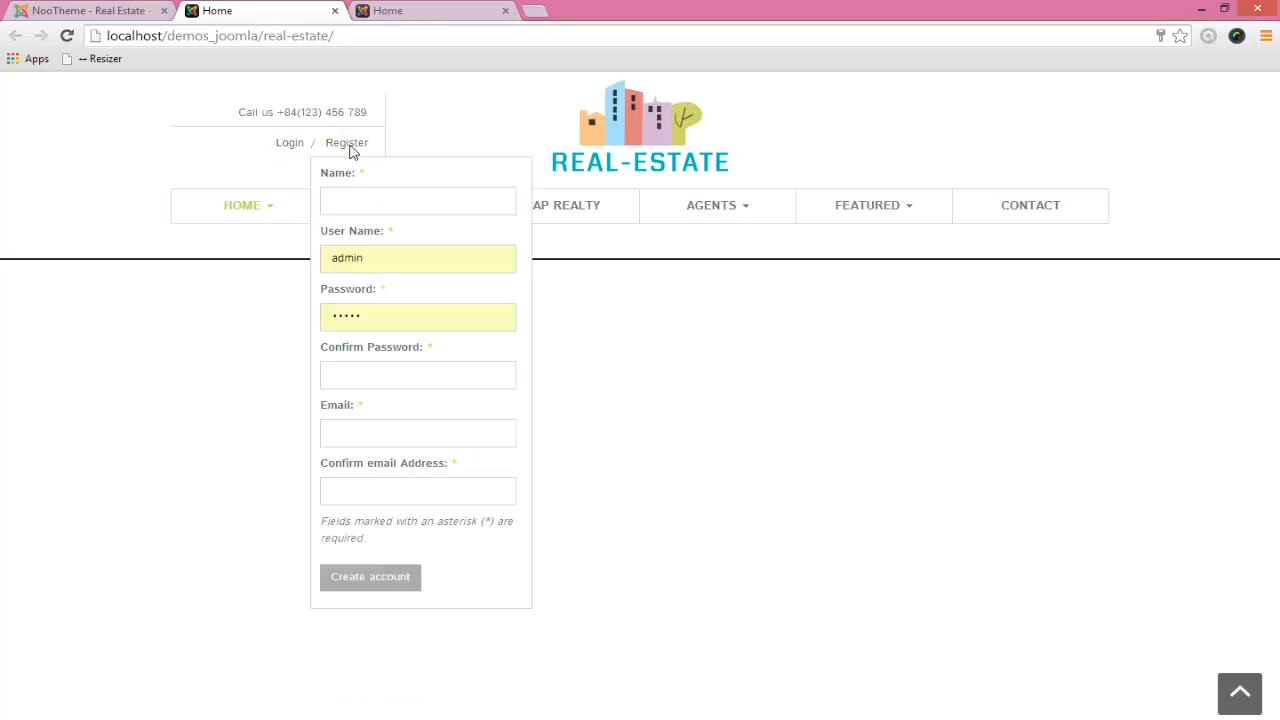 NooTheme - Real Estate -
Home
Home
localhost/demos_joomla/real-estate/
Apps
↔ Resizer
Call us +84(123) 456 789
Login / Register
REAL-ESTATE
HOME
AP REALTY
AGENTS
FEATURED
CONTACT
Name: *
User Name: *
admin
Password: *
•••••
Confirm Password: *
Email: *
Confirm email Address: *
Fields marked with an asterisk (*) are
required.
Create account